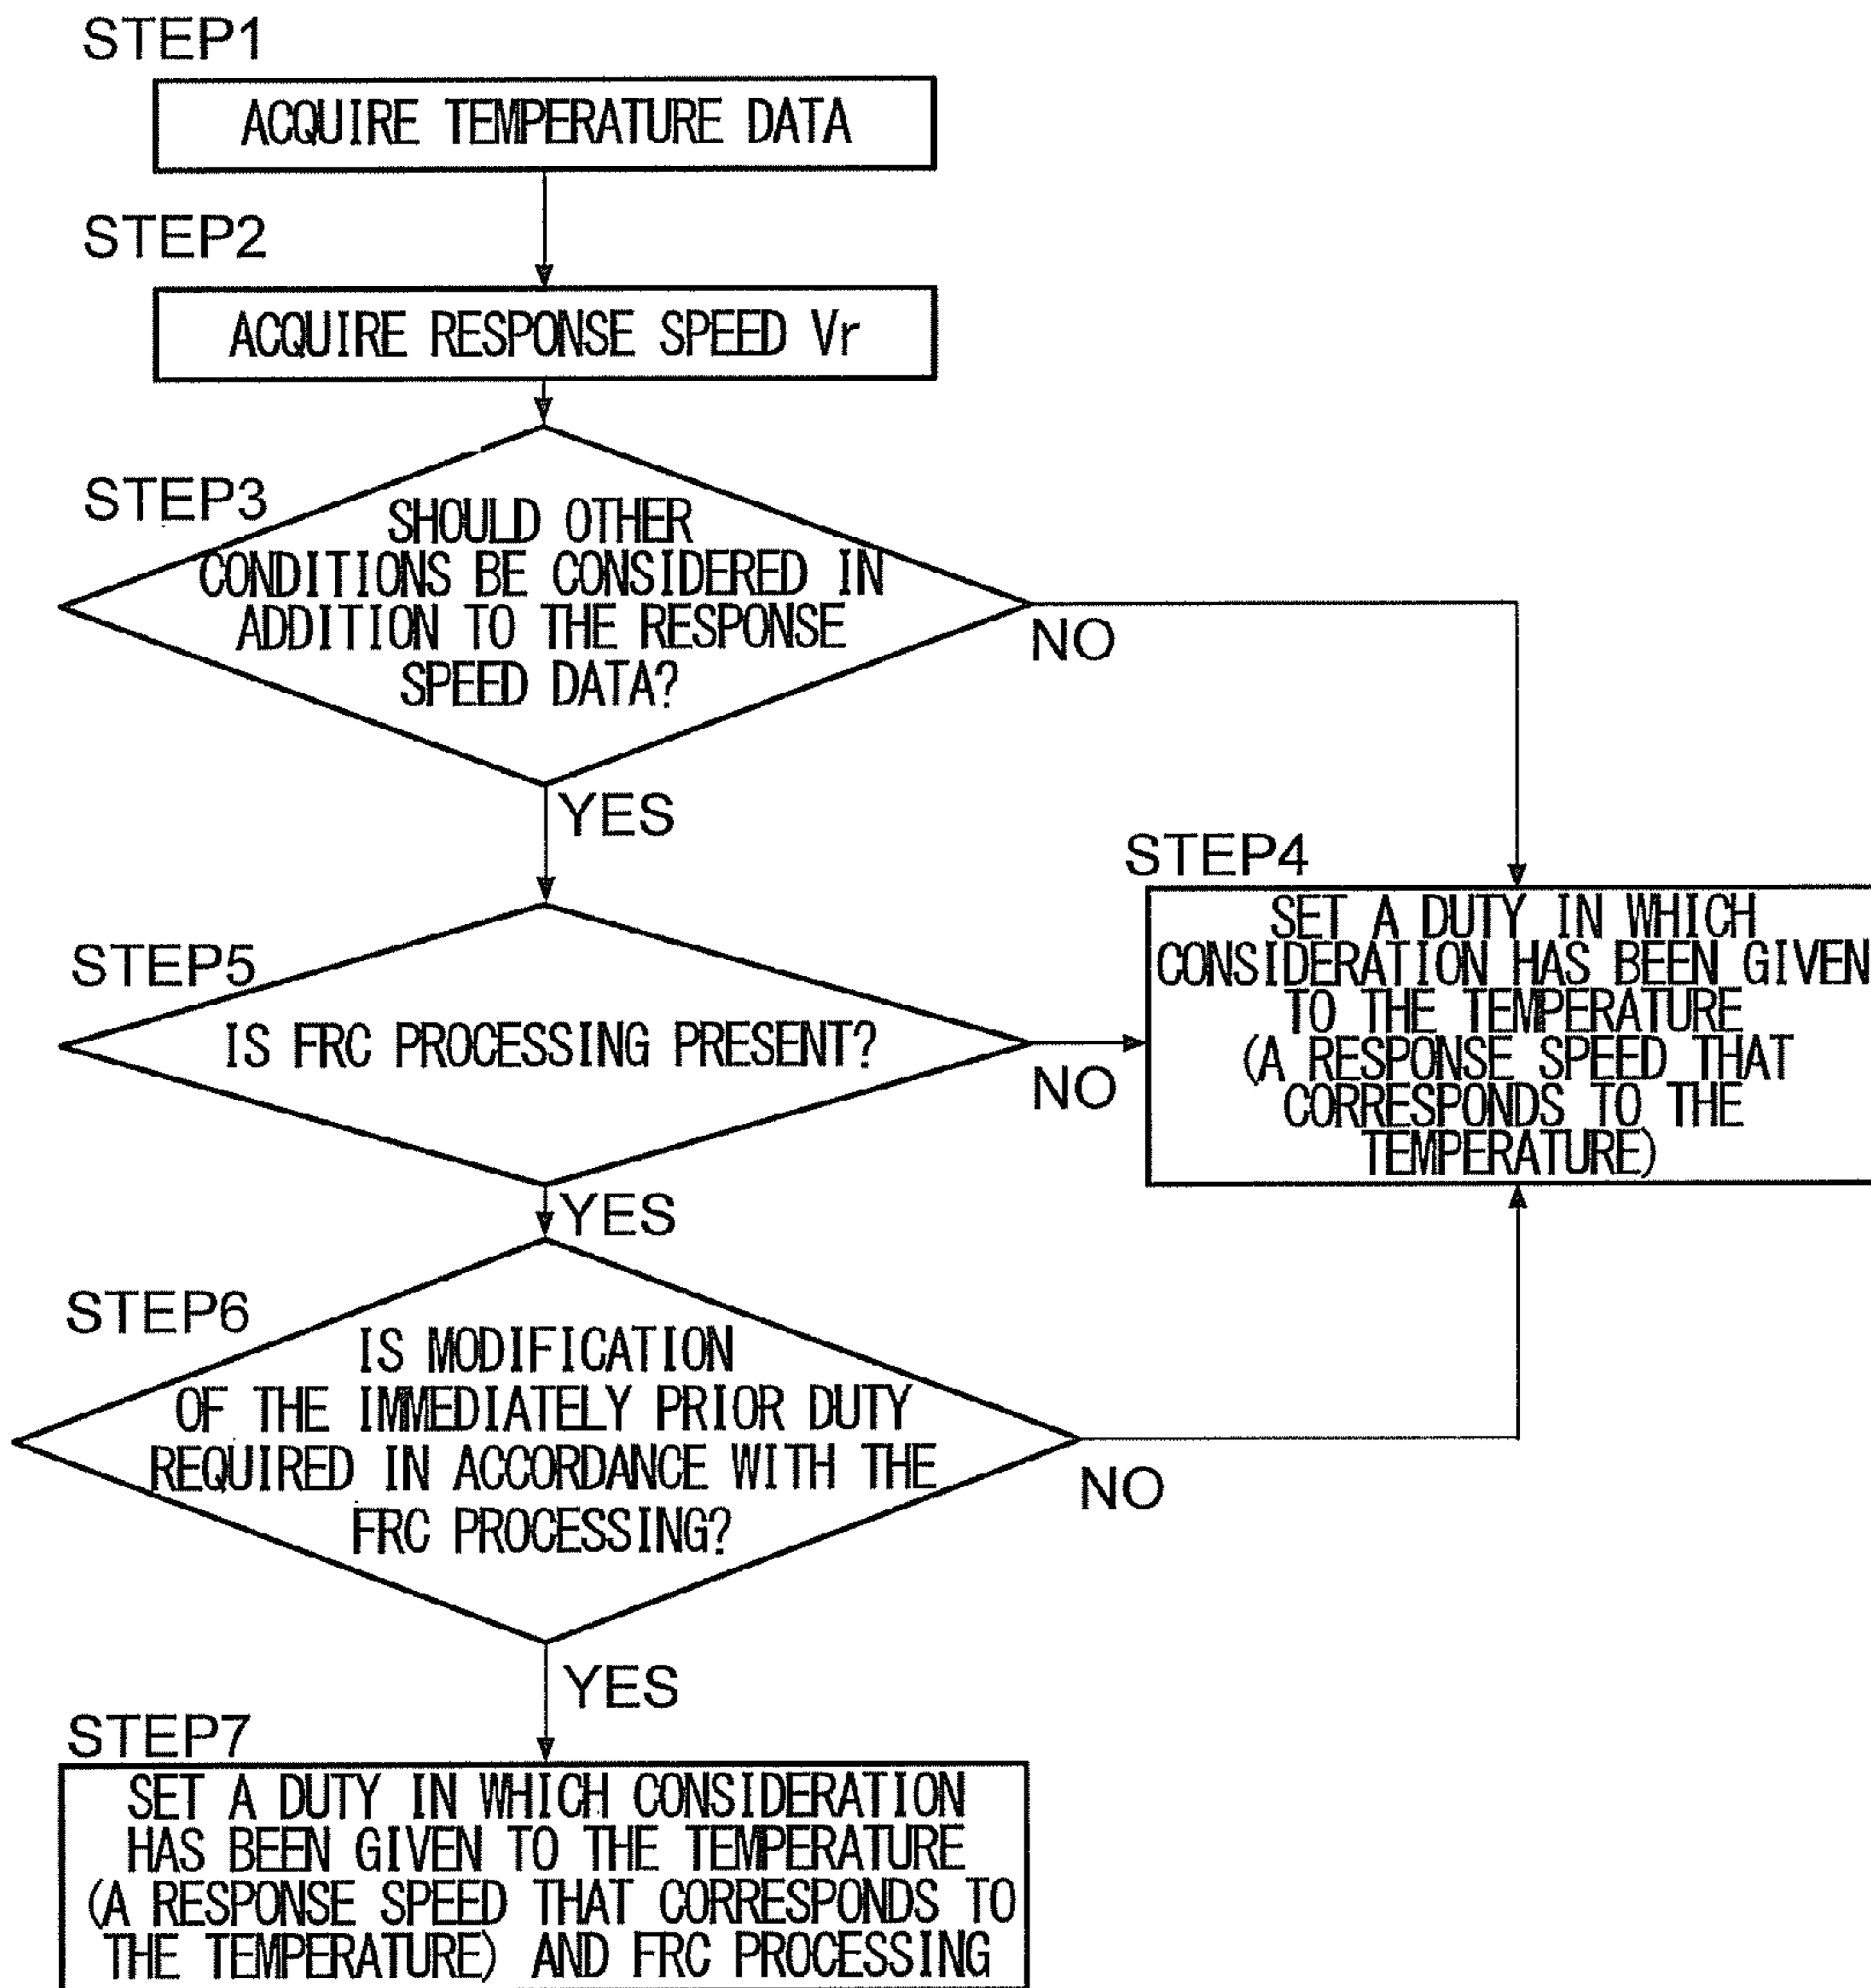 STEP1
ACQUIRE TEMPERATURE DATA
STEP2
ACQUIRE RESPONSE SPEED Vr
STEP3
SHOULD OTHER
CONDITIONS BE CONSIDERED IN
ADDITION TO THE RESPONSE
SPEED DATA?
NO
YES
STEP4
SET A DUTY IN WHICH
CONSIDERATION HAS BEEN GIVEN
TO THE TEMPERATURE
(A RESPONSE SPEED THAT
CORRESPONDS TO THE
TEMPERATURE)
STEP5
IS FRC PROCESSING PRESENT?
NO
YES
STEP6
IS MODIFICATION
OF THE IMMEDIATELY PRIOR DUTY
REQUIRED IN ACCORDANCE WITH THE
FRC PROCESSING?
NO
YES
STEP7
SET A DUTY IN WHICH CONSIDERATION
HAS BEEN GIVEN TO THE TEMPERATURE
(A RESPONSE SPEED THAT CORRESPONDS TO
THE TEMPERATURE) AND FRC PROCESSING